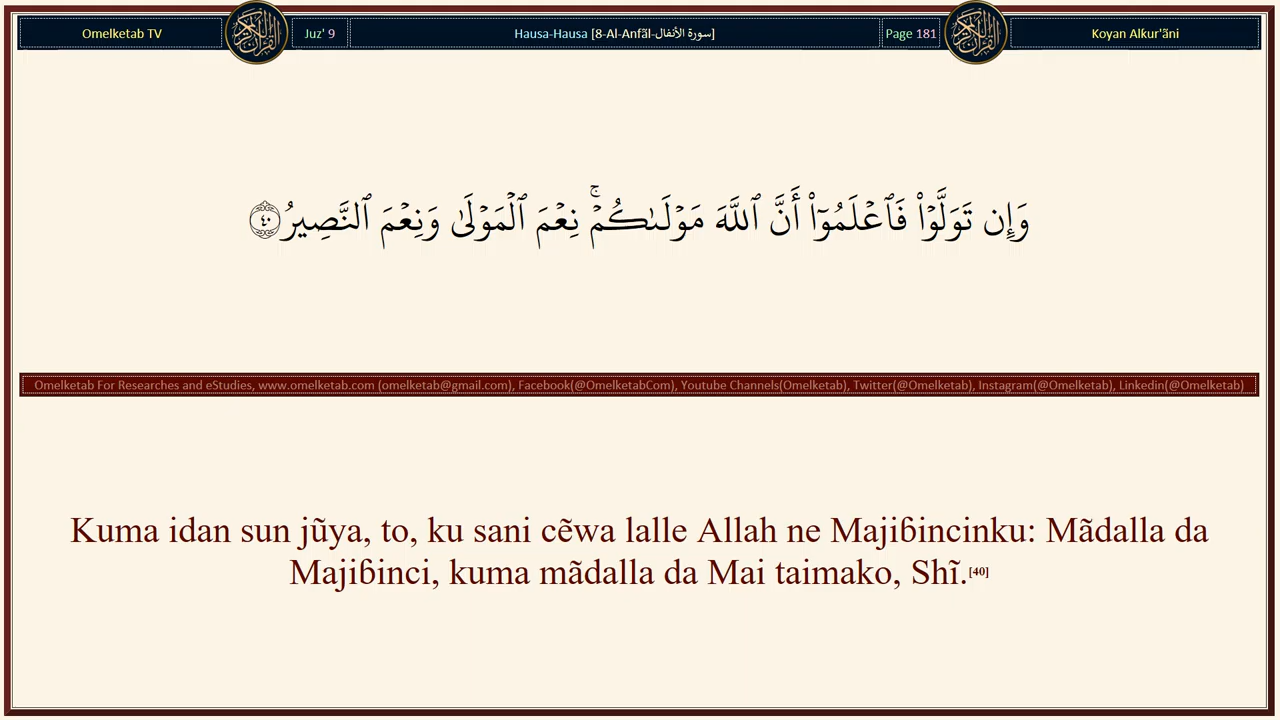 Omelketab TV
Juz' 9
Hausa-Hausa [8-Al-Anfãl-سورة الأنفال]
Page 181
Koyan Alƙur'ãni
وَإِن تَوَلَّوۡاْ فَٱعۡلَمُوٓاْ أَنَّ ٱللَّهَ مَوۡلَىٰكُمۡۚ نِعۡمَ ٱلۡمَوۡلَىٰ وَنِعۡمَ ٱلنَّصِيرُ ٤٠
Omelketab For Researches and eStudies, www.omelketab.com (omelketab@gmail.com), Facebook(@OmelketabCom), Youtube Channels(Omelketab), Twitter(@Omelketab), Instagram(@Omelketab), Linkedin(@Omelketab)
Kuma idan sun jũya, to, ku sani cẽwa lalle Allah ne Majiɓincinku: Mãdalla da
Majiɓinci, kuma mãdalla da Mai taimako, Shĩ.[40]